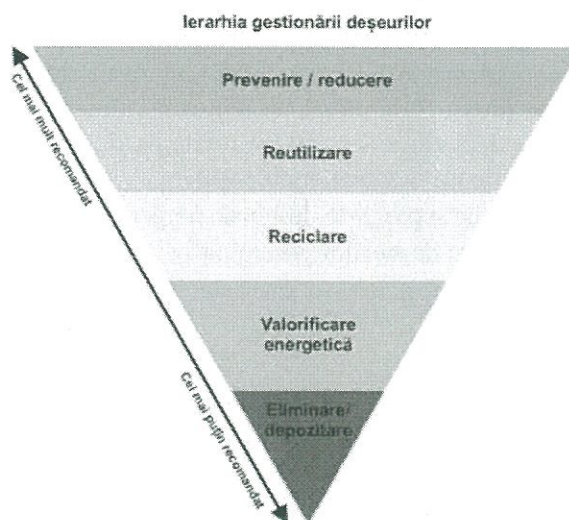 Ierarhia gestionării deșeurilor
Prevenire / reducere
Cel mai mult recomandat
Reutilizare
Reciclare
Valorificare
energetică
Cel mai puțin recomandat
Eliminare/
depozitare